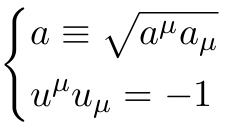 a ≡ √(a^μ a_μ)
u^μ u_μ = −1